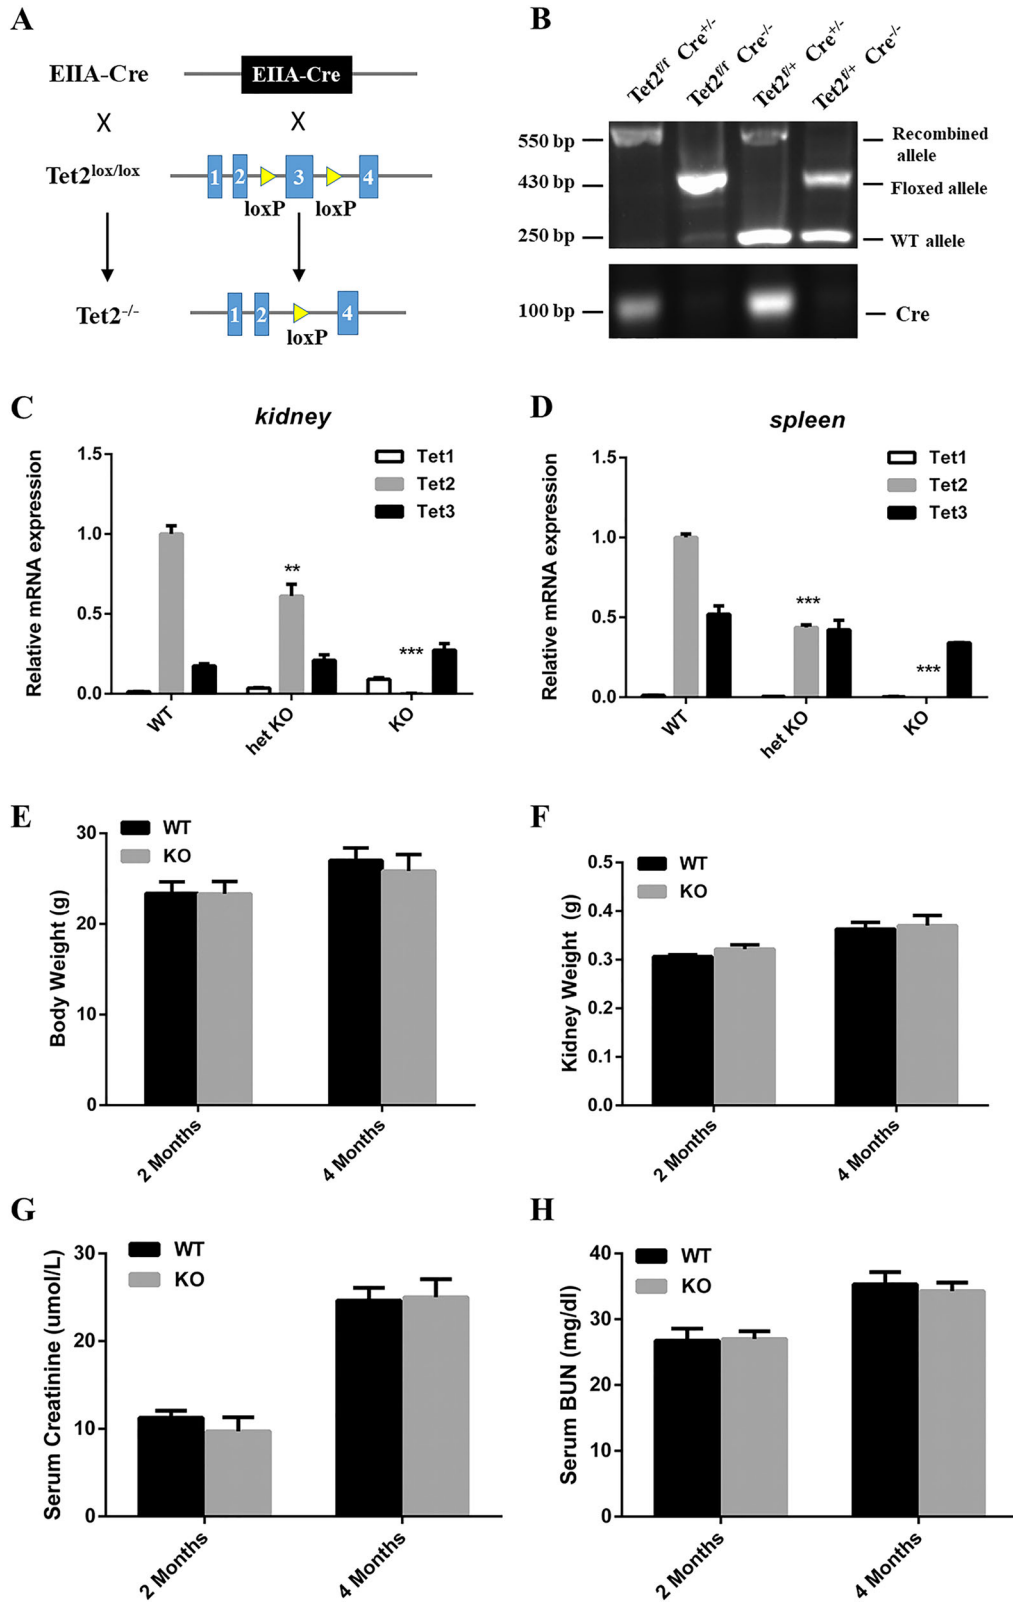 A
EIIA-Cre
EIIA-Cre
X
X
Tet2lox/lox
1
2
3
4
loxP
loxP
Tet2-/-
1
2
4
loxP
B
Tet2f/f Cre+/-
Tet2f/f Cre-/-
Tet2f/+ Cre+/-
Tet2f/+ Cre-/-
550 bp
430 bp
250 bp
100 bp
Recombined
allele
Floxed allele
WT allele
Cre
C
kidney
Relative mRNA expression
1.5
1.0
0.5
0.0
Tet1
Tet2
Tet3
**
***
WT
het KO
KO
D
spleen
Relative mRNA expression
1.5
1.0
0.5
0.0
Tet1
Tet2
Tet3
***
***
WT
het KO
KO
E
Body Weight (g)
30
20
10
0
WT
KO
2 Months
4 Months
F
Kidney Weight (g)
0.5
0.4
0.3
0.2
0.1
0.0
WT
KO
2 Months
4 Months
G
Serum Creatinine (umol/L)
30
20
10
0
WT
KO
2 Months
4 Months
H
Serum BUN (mg/dl)
40
30
20
10
0
WT
KO
2 Months
4 Months